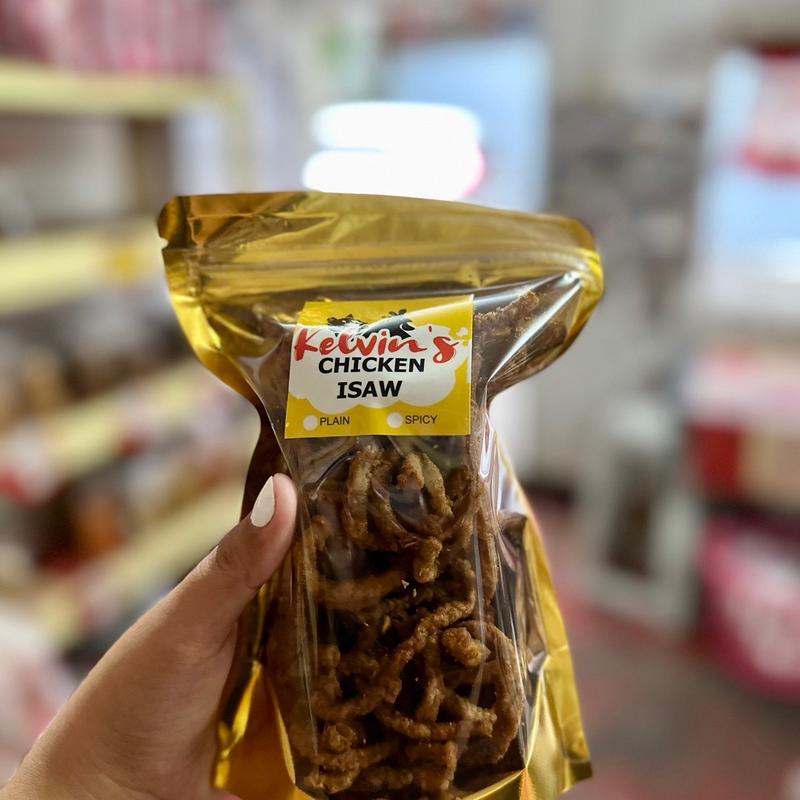 Kelvin's
CHICKEN
ISAW
PLAIN SPICY